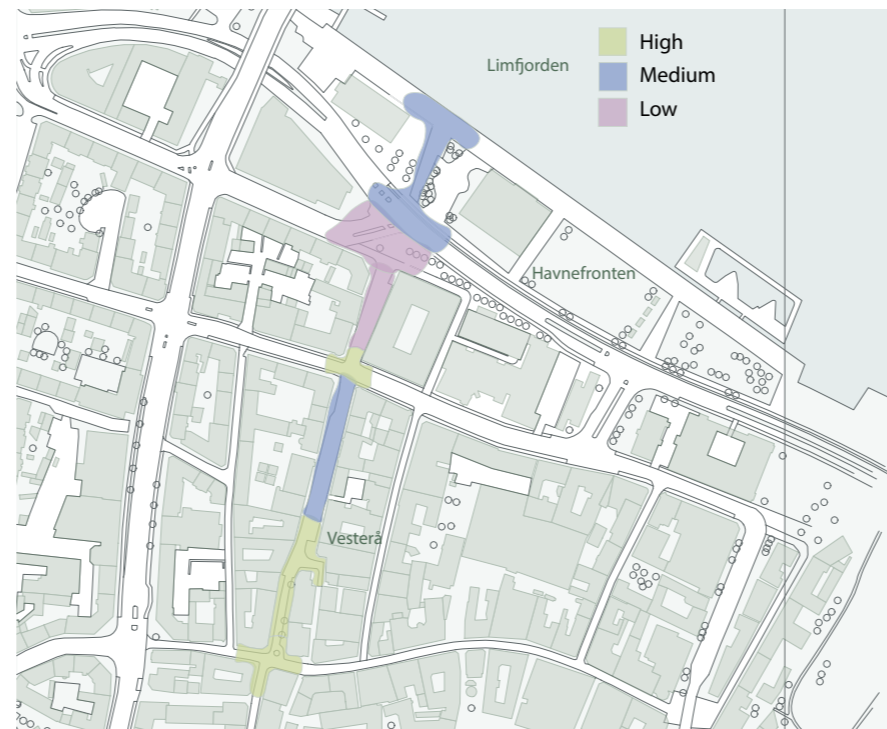 Limfjorden
High
Medium
Low
Havnefronten
Vesterå